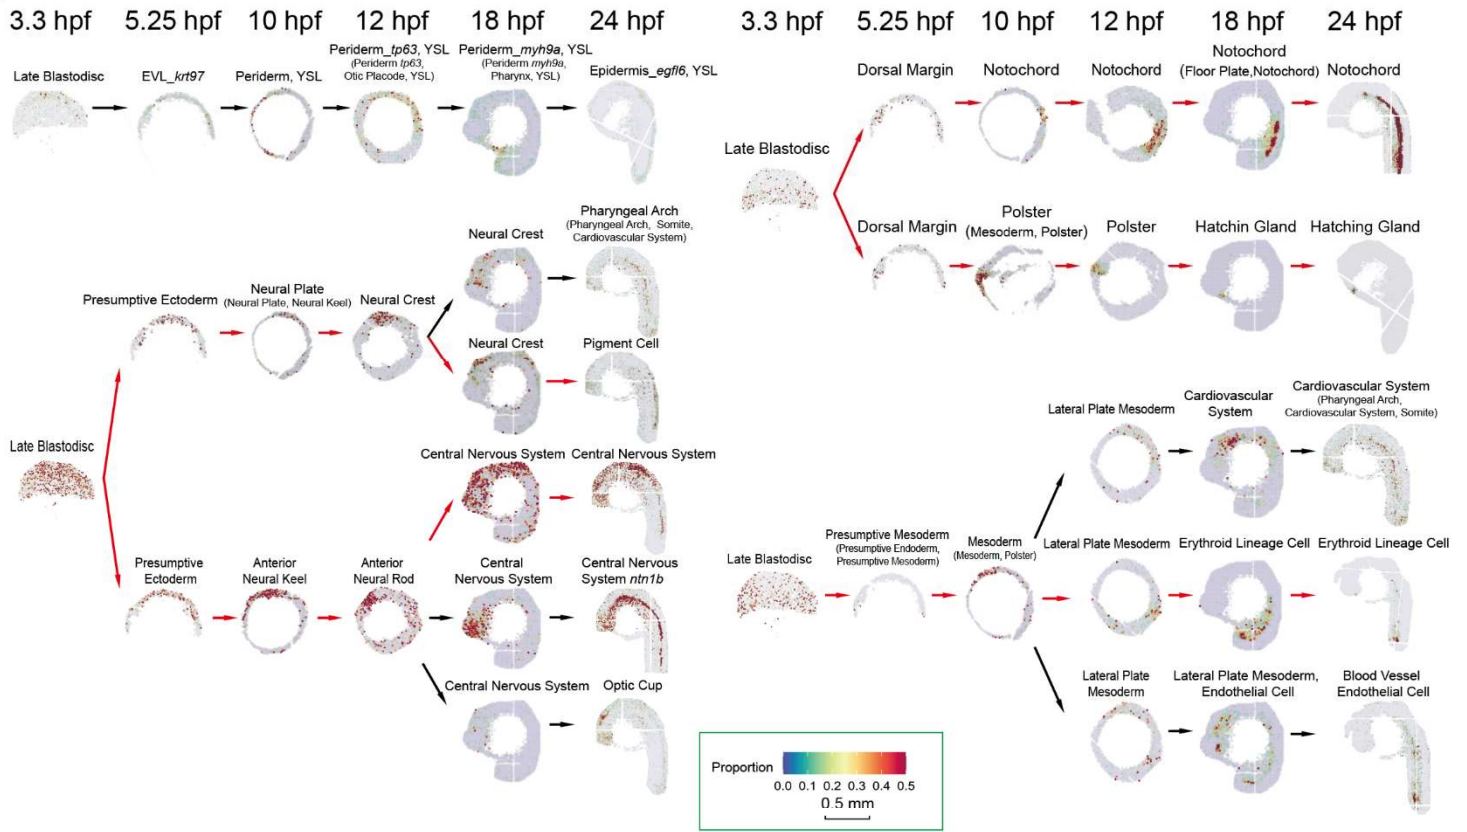 3.3 hpf 5.25 hpf 10 hpf 12 hpf 18 hpf 24 hpf
Late Blastodisc
EVL_krt97
Periderm, YSL
Periderm_tp63, YSL
(Periderm tp63,
Otic Placode, YSL)
Periderm_myh9a, YSL
(Periderm myh9a,
Pharynx, YSL)
Epidermis_egfl6, YSL
Late Blastodisc
Presumptive Ectoderm
Neural Plate
(Neural Plate, Neural Keel)
Neural Crest
Neural Crest
Pharyngeal Arch
(Pharyngeal Arch, Somite,
Cardiovascular System)
Neural Crest
Pigment Cell
Central Nervous System
Central Nervous System
Presumptive
Ectoderm
Anterior
Neural Keel
Anterior
Neural Rod
Central
Nervous System
Central Nervous
System ntn1b
Central Nervous System
Optic Cup
3.3 hpf 5.25 hpf 10 hpf 12 hpf 18 hpf 24 hpf
Late Blastodisc
Dorsal Margin
Notochord
Notochord
Notochord
(Floor Plate,Notochord)
Notochord
Dorsal Margin
Polster
(Mesoderm, Polster)
Polster
Hatchin Gland
Hatching Gland
Late Blastodisc
Presumptive Mesoderm
(Presumptive Endoderm,
Presumptive Mesoderm)
Mesoderm
(Mesoderm, Polster)
Lateral Plate Mesoderm
Cardiovascular
System
Cardiovascular System
(Pharyngeal Arch,
Cardiovascular System, Somite)
Lateral Plate Mesoderm
Erythroid Lineage Cell
Erythroid Lineage Cell
Lateral Plate
Mesoderm
Lateral Plate Mesoderm,
Endothelial Cell
Blood Vessel
Endothelial Cell
Proportion
0.0 0.1 0.2 0.3 0.4 0.5
0.5 mm